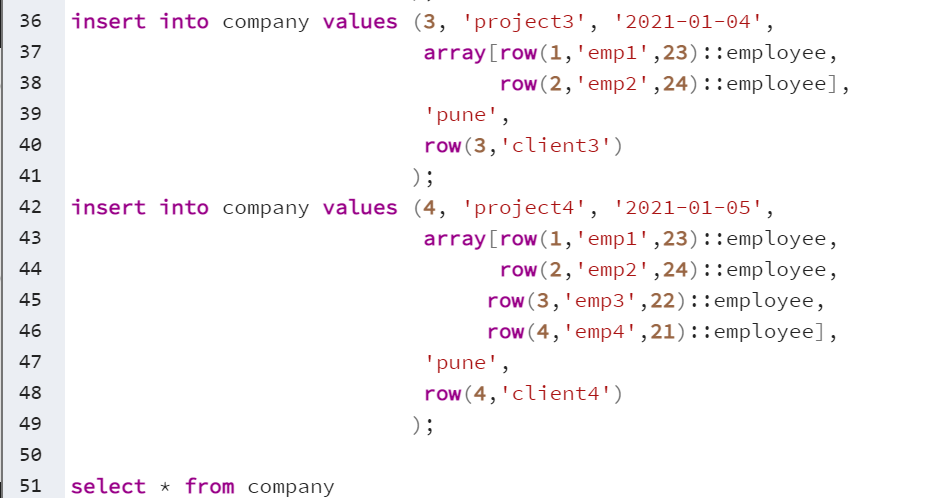 36 insert into company values (3, 'project3', '2021-01-04',
37 array[row(1,'emp1',23)::employee,
38 row(2,'emp2',24)::employee],
39 'pune',
40 row(3,'client3')
41 );
42 insert into company values (4, 'project4', '2021-01-05',
43 array[row(1,'emp1',23)::employee,
44 row(2,'emp2',24)::employee,
45 row(3,'emp3',22)::employee,
46 row(4,'emp4',21)::employee],
47 'pune',
48 row(4,'client4')
49 );
50
51 select * from company